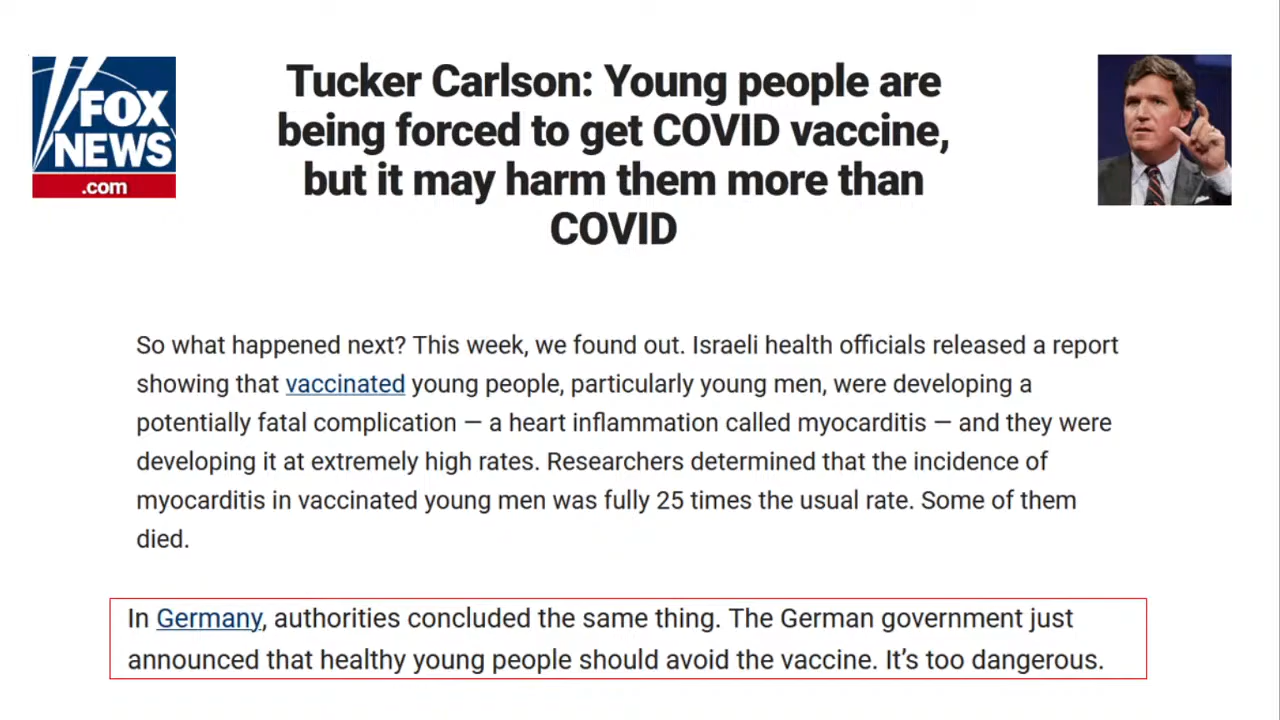 FOX
NEWS
.com
Tucker Carlson: Young people are
being forced to get COVID vaccine,
but it may harm them more than
COVID
So what happened next? This week, we found out. Israeli health officials released a report
showing that vaccinated young people, particularly young men, were developing a
potentially fatal complication — a heart inflammation called myocarditis — and they were
developing it at extremely high rates. Researchers determined that the incidence of
myocarditis in vaccinated young men was fully 25 times the usual rate. Some of them
died.
In Germany, authorities concluded the same thing. The German government just
announced that healthy young people should avoid the vaccine. It’s too dangerous.